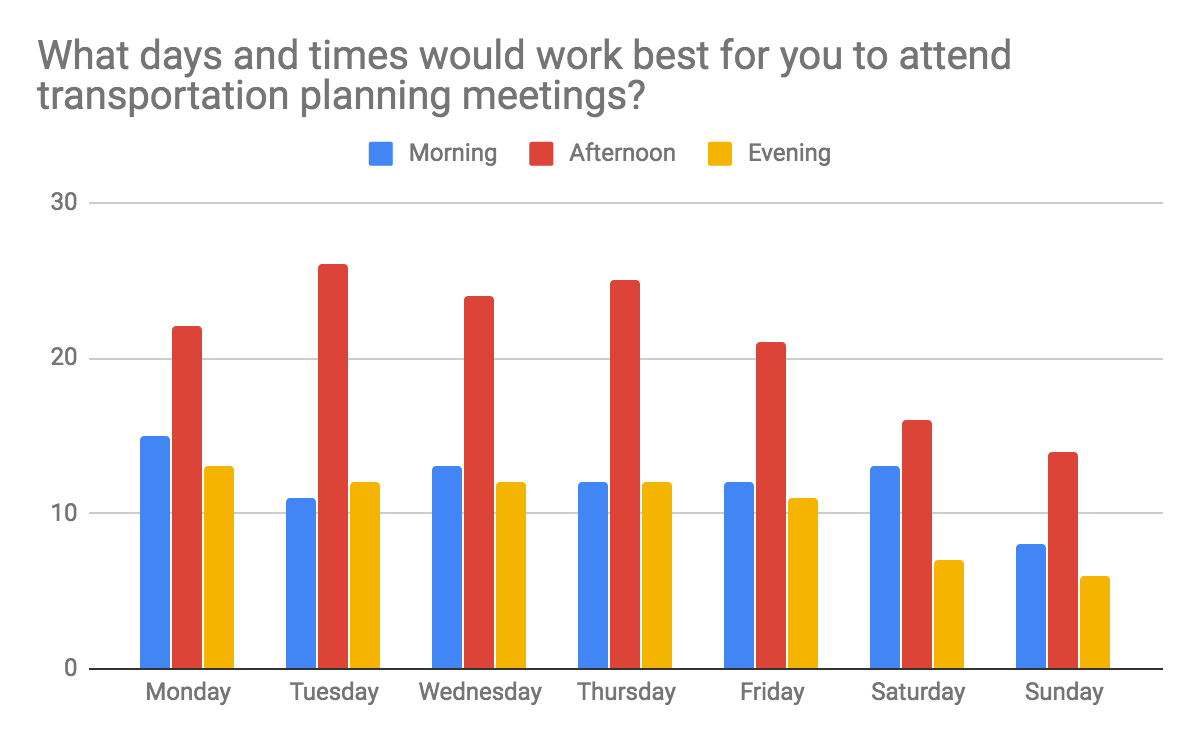 What days and times would work best for you to attend
transportation planning meetings?
Morning Afternoon Evening
30
20
10
0
Monday Tuesday Wednesday Thursday Friday Saturday Sunday